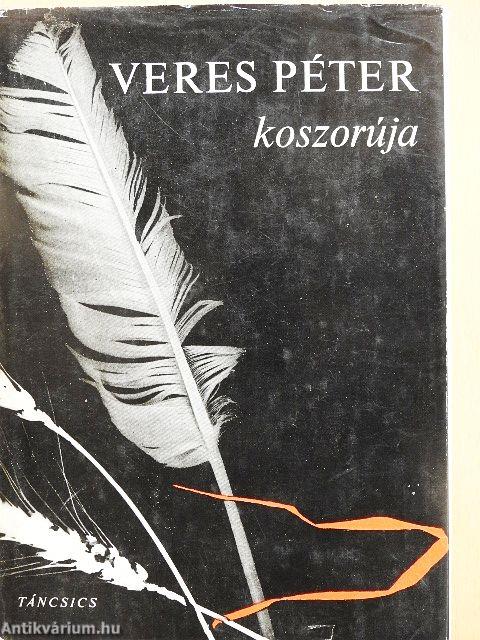 VERES PÉTER
koszorúja
TÁNCSICS
Antikvárium.hu